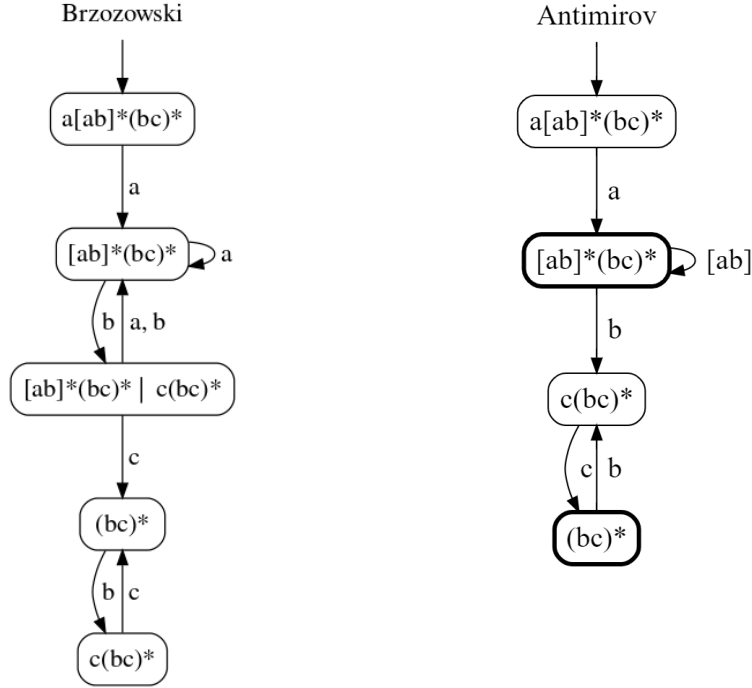 Brzozowski
a[ab]*(bc)*
a
[ab]*(bc)*
a
b
a, b
[ab]*(bc)* | c(bc)*
c
(bc)*
b
c
c(bc)*
Antimirov
a[ab]*(bc)*
a
[ab]*(bc)*
[ab]
b
c(bc)*
c
b
(bc)*